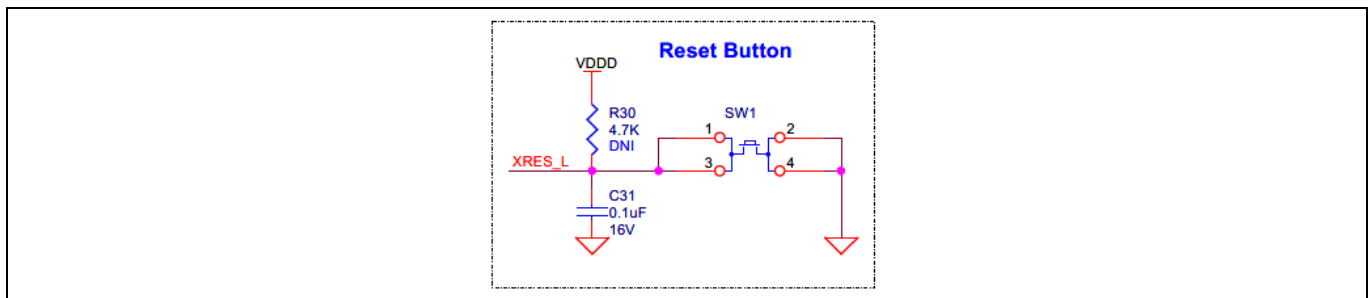 Reset Button
VDDD
R30
4.7K
DNI
SW1
1
2
XRES_L
3
4
C31
0.1uF
16V